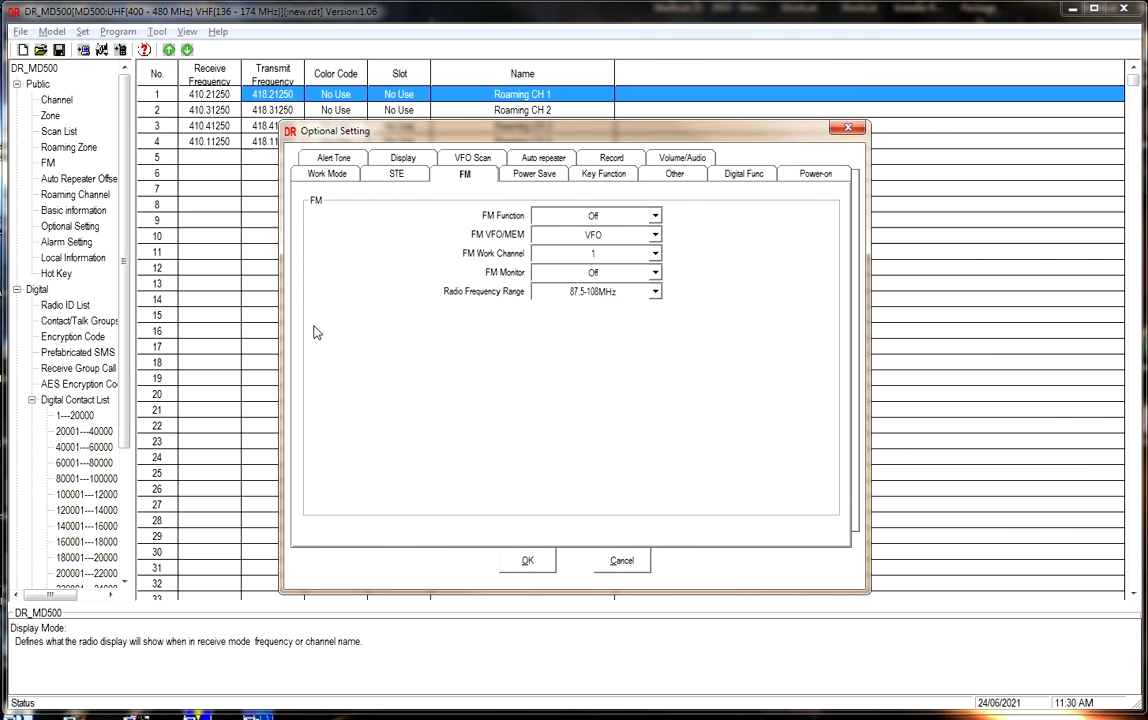 DR_MD500[MD500:UHF(400 - 480 MHz) VHF(136 - 174 MHz)][:new.rdt] Version:1.06
File Model Set Program Tool View Help
DR_MD500
Public
Channel
Zone
Scan List
Roaming Zone
FM
Auto Repeater Offse
Roaming Channel
Basic information
Optional Setting
Alarm Setting
Local Information
Hot Key
Digital
Radio ID List
Contact/Talk Groups
Encryption Code
Prefabricated SMS
Receive Group Call
AES Encryption Co
Digital Contact List
1---20000
20001---40000
40001---60000
60001---80000
80001---100000
100001---12000
120001---14000
140001---16000
160001---18000
180001---20000
200001---22000
No. Receive Frequency Transmit Frequency Color Code Slot Name
1 410.21250 418.21250 No Use No Use Roaming CH 1
2 410.31250 418.31250 No Use No Use Roaming CH 2
3 410.41250 418.41
4 410.11250 418.11
5
6
7
8
9
10
11
12
13
14
15
16
17
18
19
20
21
22
23
24
25
26
27
28
29
30
31
32
33
DR Optional Setting
Alert Tone Display VFO Scan Auto repeater Record Volume/Audio
Work Mode STE FM Power Save Key Function Other Digital Func Power-on
FM
FM Function Off
FM VFO/MEM VFO
FM Work Channel 1
FM Monitor Off
Radio Frequency Range 87.5-108MHz
OK Cancel
DR_MD500
Display Mode:
Defines what the radio display will show when in receive mode frequency or channel name.
Status 24/06/2021 11:30 AM